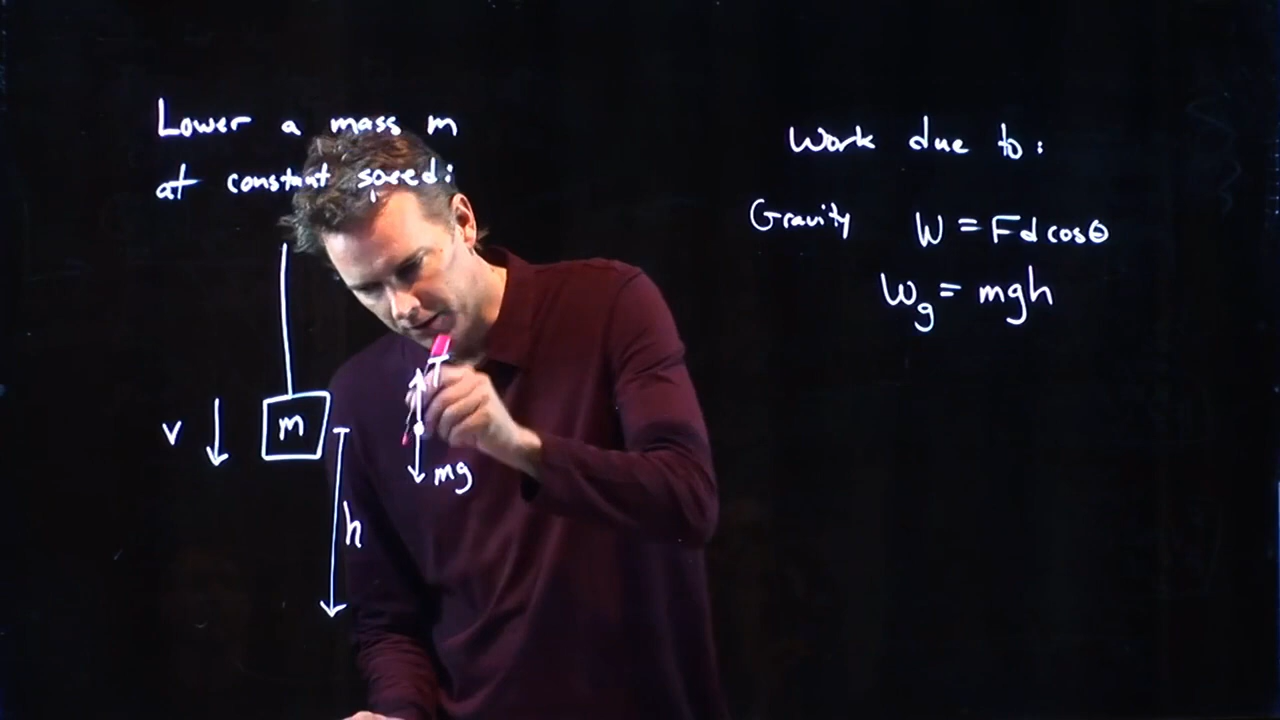 Lower a mass m
at constant speed:
Work due to:
Gravity W = Fd cosθ
Wg = mgh
T
v
m
mg
h